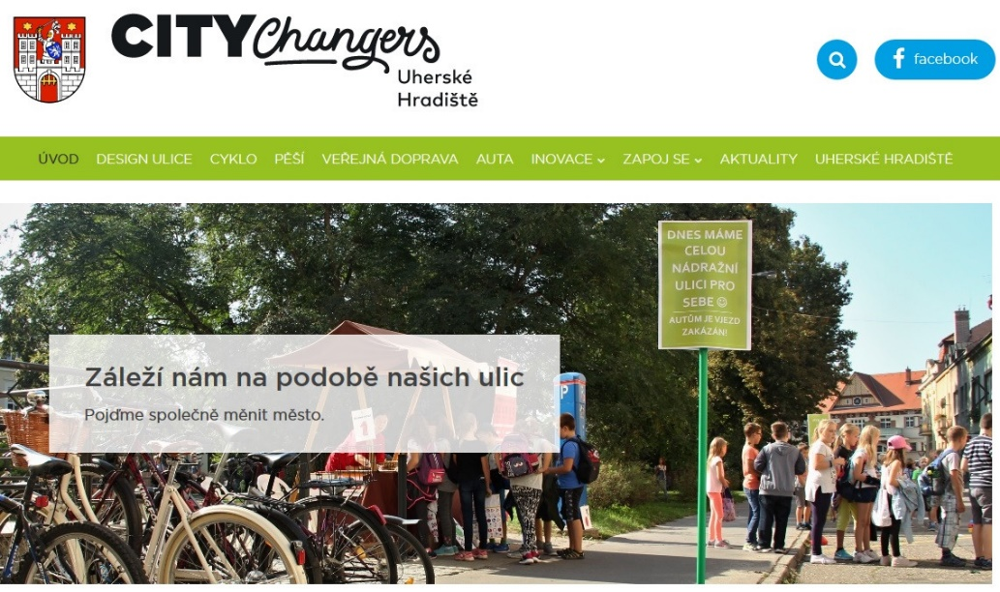 CITYChangers
Uherské
Hradiště
facebook
ÚVOD DESIGN ULICE CYKLO PĚŠÍ VEŘEJNÁ DOPRAVA AUTA INOVACE ZAPOJ SE AKTUALITY UHERSKÉ HRADIŠTĚ
DNES MÁME
CELOU
NÁDRAŽNÍ
ULICI PRO
SEBE ☺
AUTŮM JE VJEZD
ZAKÁZÁN!
Záleží nám na podobě našich ulic
Pojďme společně měnit město.
P
1